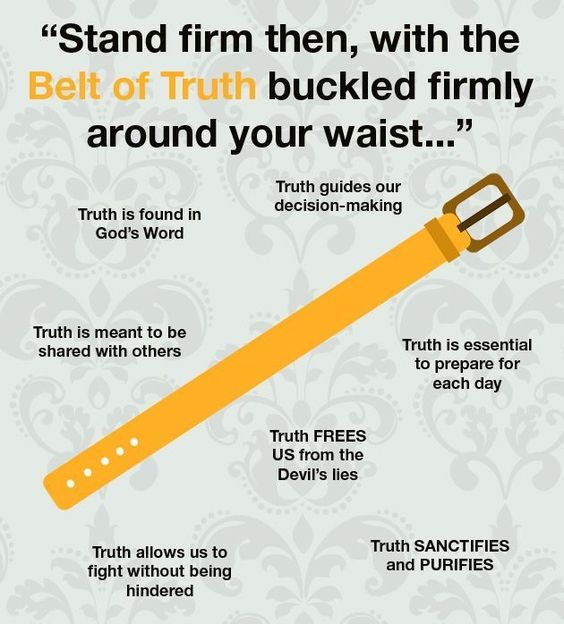 “Stand firm then, with the
Belt of Truth buckled firmly
around your waist...”
Truth guides our
decision-making
Truth is found in
God’s Word
Truth is meant to be
shared with others
Truth is essential
to prepare for
each day
Truth FREES
US from the
Devil’s lies
Truth allows us to
fight without being
hindered
Truth SANCTIFIES
and PURIFIES